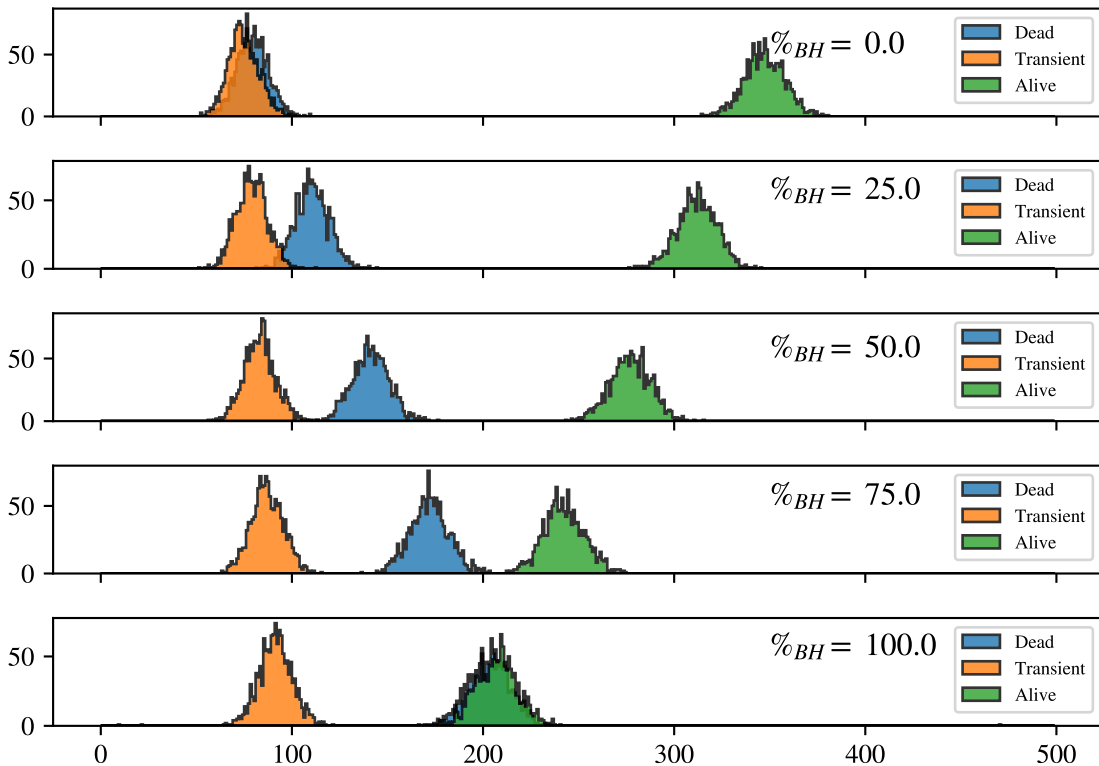 50
0
%BH = 0.0
Dead
Transient
Alive
50
0
%BH = 25.0
Dead
Transient
Alive
50
0
%BH = 50.0
Dead
Transient
Alive
50
0
%BH = 75.0
Dead
Transient
Alive
50
0
%BH = 100.0
Dead
Transient
Alive
0 100 200 300 400 500